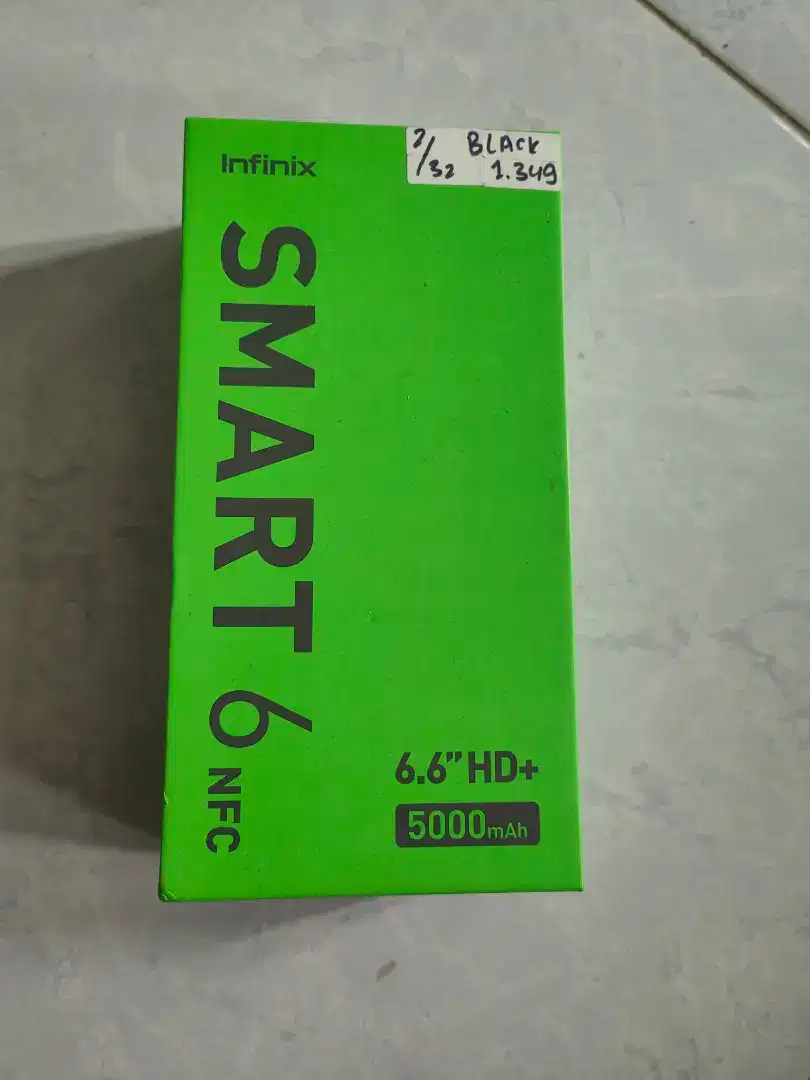 Infinix
2/32 BLACK
1.349
SMART 6 NFC
6.6" HD+
5000mAh